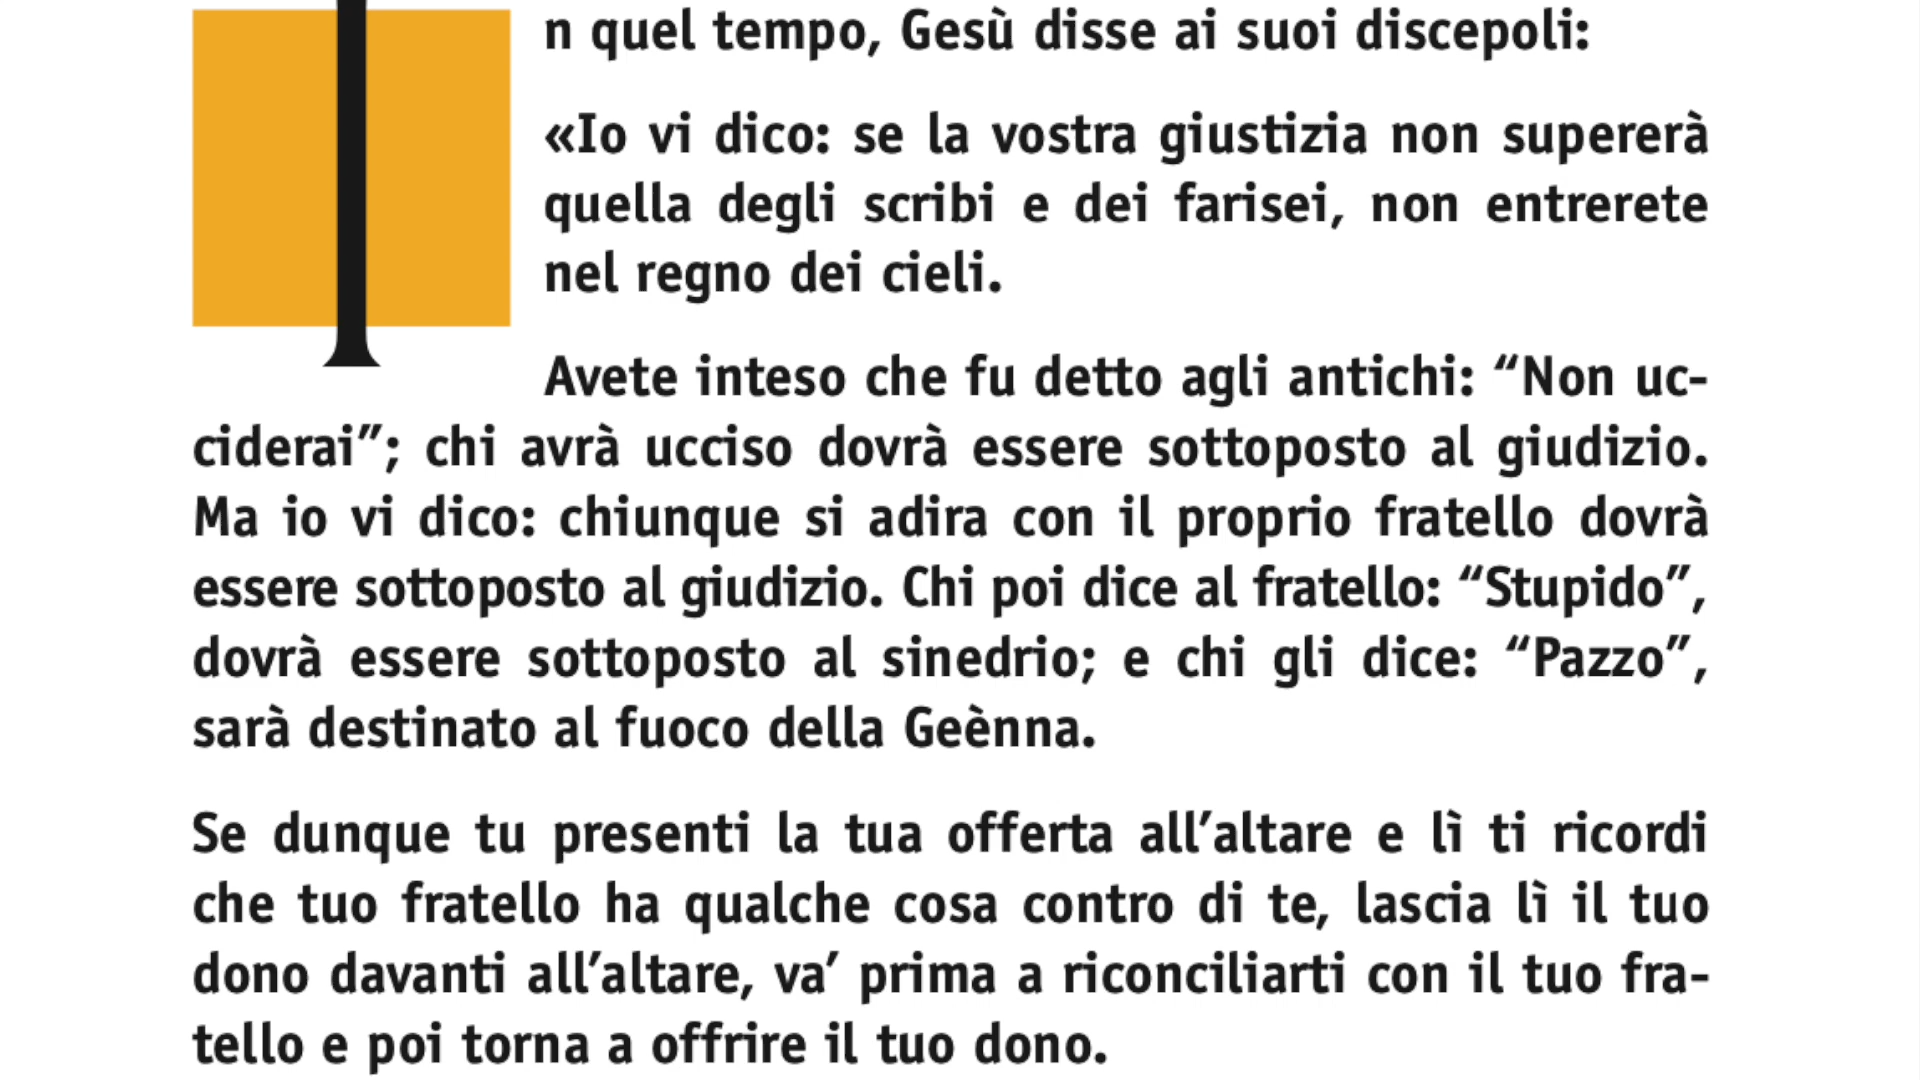 In quel tempo, Gesù disse ai suoi discepoli:
«Io vi dico: se la vostra giustizia non supererà
quella degli scribi e dei farisei, non entrerete
nel regno dei cieli.
Avete inteso che fu detto agli antichi: “Non uc-
ciderai”; chi avrà ucciso dovrà essere sottoposto al giudizio.
Ma io vi dico: chiunque si adira con il proprio fratello dovrà
essere sottoposto al giudizio. Chi poi dice al fratello: “Stupido”,
dovrà essere sottoposto al sinedrio; e chi gli dice: “Pazzo”,
sarà destinato al fuoco della Geènna.
Se dunque tu presenti la tua offerta all’altare e lì ti ricordi
che tuo fratello ha qualche cosa contro di te, lascia lì il tuo
dono davanti all’altare, va’ prima a riconciliarti con il tuo fra-
tello e poi torna a offrire il tuo dono.